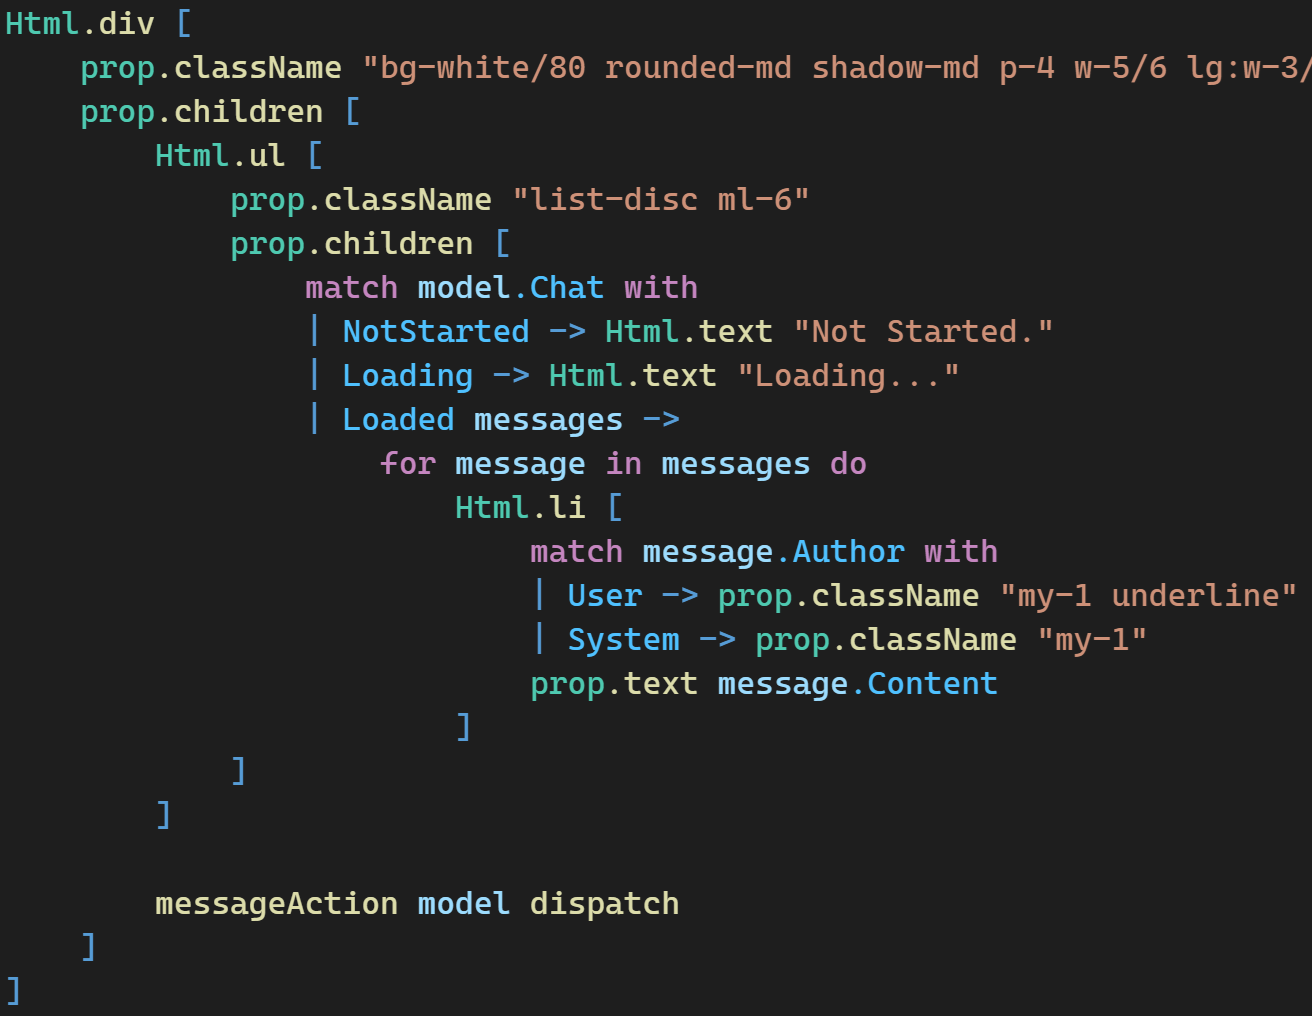 Html.div [
    prop.className "bg-white/80 rounded-md shadow-md p-4 w-5/6 lg:w-3/
    prop.children [
        Html.ul [
            prop.className "list-disc ml-6"
            prop.children [
                match model.Chat with
                | NotStarted -> Html.text "Not Started."
                | Loading -> Html.text "Loading..."
                | Loaded messages ->
                    for message in messages do
                        Html.li [
                            match message.Author with
                            | User -> prop.className "my-1 underline"
                            | System -> prop.className "my-1"
                            prop.text message.Content
                        ]
            ]
        ]

        messageAction model dispatch
    ]
]